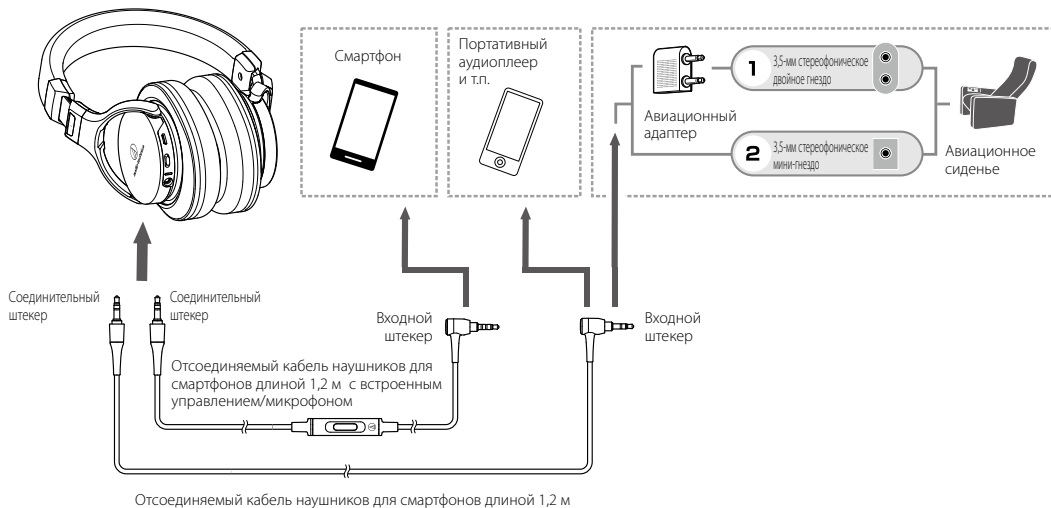 Смартфон
Портативный
аудиоплеер
и т.п.
1
3,5-мм стереофоническое
двойное гнездо
Авиационный
адаптер
2
3,5-мм стереофоническое
мини-гнездо
Авиационное
сиденье
Соединительный
штекер
Соединительный
штекер
Входной
штекер
Входной
штекер
Отсоединяемый кабель наушников для
смартфонов длиной 1,2 м с встроенным
управлением/микрофоном
Отсоединяемый кабель наушников для смартфонов длиной 1,2 м